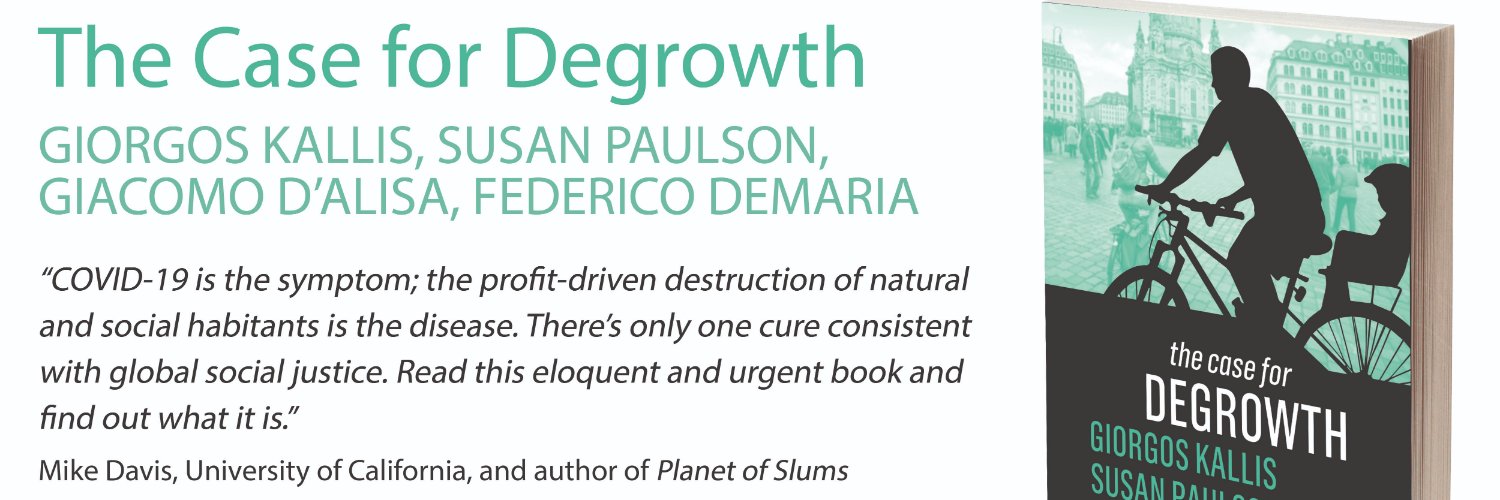 The Case for Degrowth
GIORGOS KALLIS, SUSAN PAULSON,
GIACOMO D’ALISA, FEDERICO DEMARIA
“COVID-19 is the symptom; the profit-driven destruction of natural
and social habitants is the disease. There’s only one cure consistent
with global social justice. Read this eloquent and urgent book and
find out what it is.”
Mike Davis, University of California, and author of Planet of Slums
the case for
DEGROWTH
GIORGOS KALLIS
SUSAN